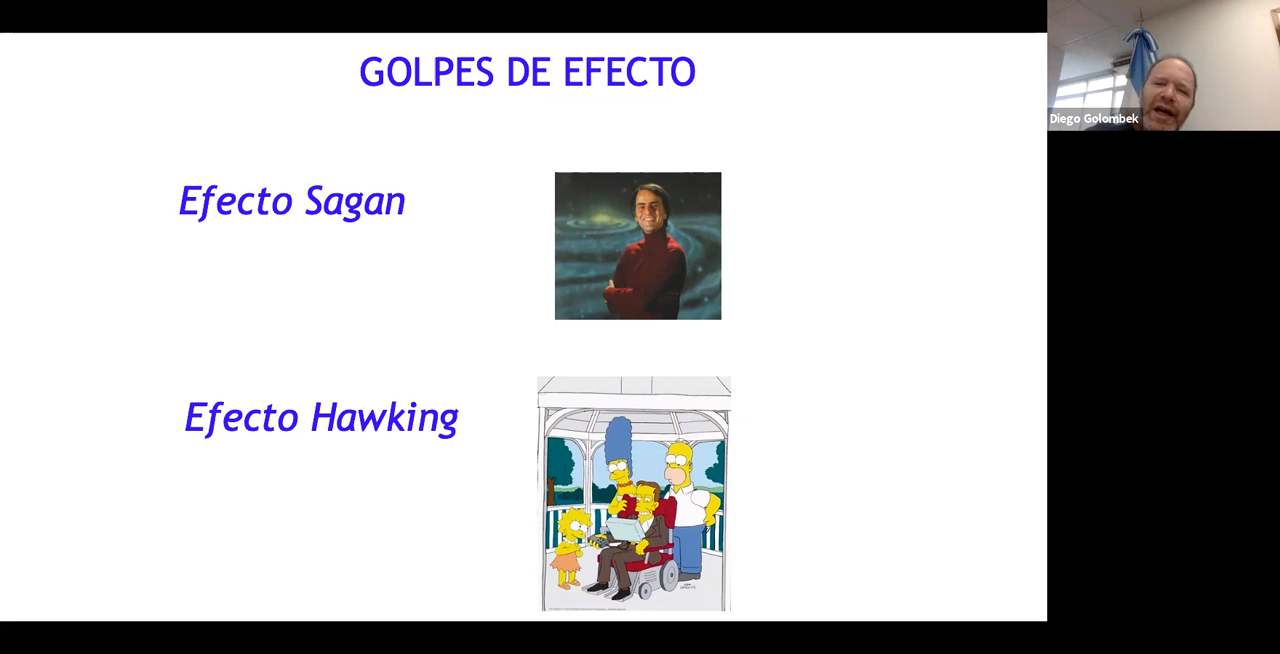 GOLPES DE EFECTO
Diego Golombek
Efecto Sagan
Efecto Hawking